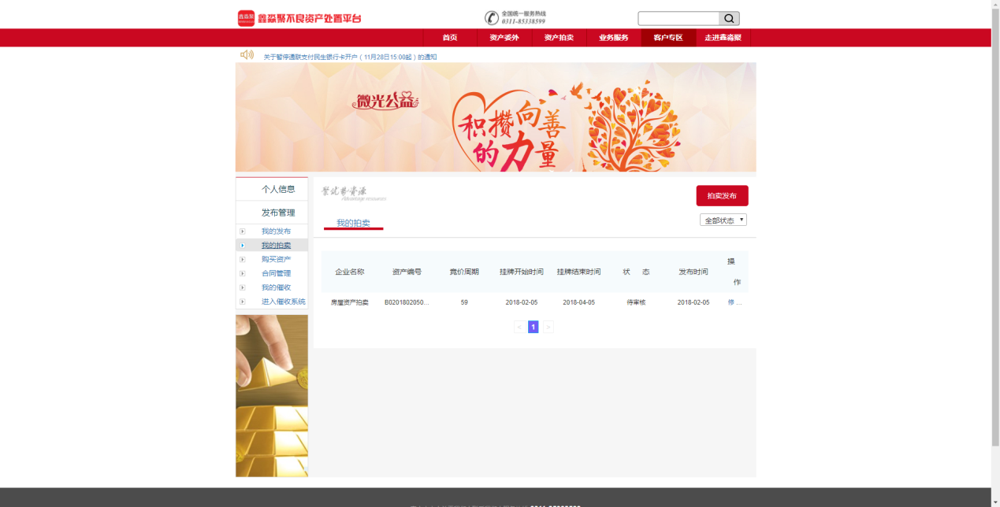 鑫淼聚不良资产处置平台
全国统一服务热线
0311-85338599
首页 资产委外 资产拍卖 业务服务 客户专区 走进鑫淼聚
关于暂停通联支付民生银行卡开户（11月28日15:00起）的通知
微光公益
积攒向善
的力量
个人信息
发布管理
我的发布
我的拍卖
购买资产
合同管理
我的催收
进入催收系统
聚优势资源
Advantage resources
拍卖发布
我的拍卖
全部状态
企业名称 资产编号 竞价周期 挂牌开始时间 挂牌结束时间 状 态 发布时间 操 作
房屋资产拍卖 B0201802050... 59 2018-02-05 2018-04-05 待审核 2018-02-05 修 ...
< 1 >